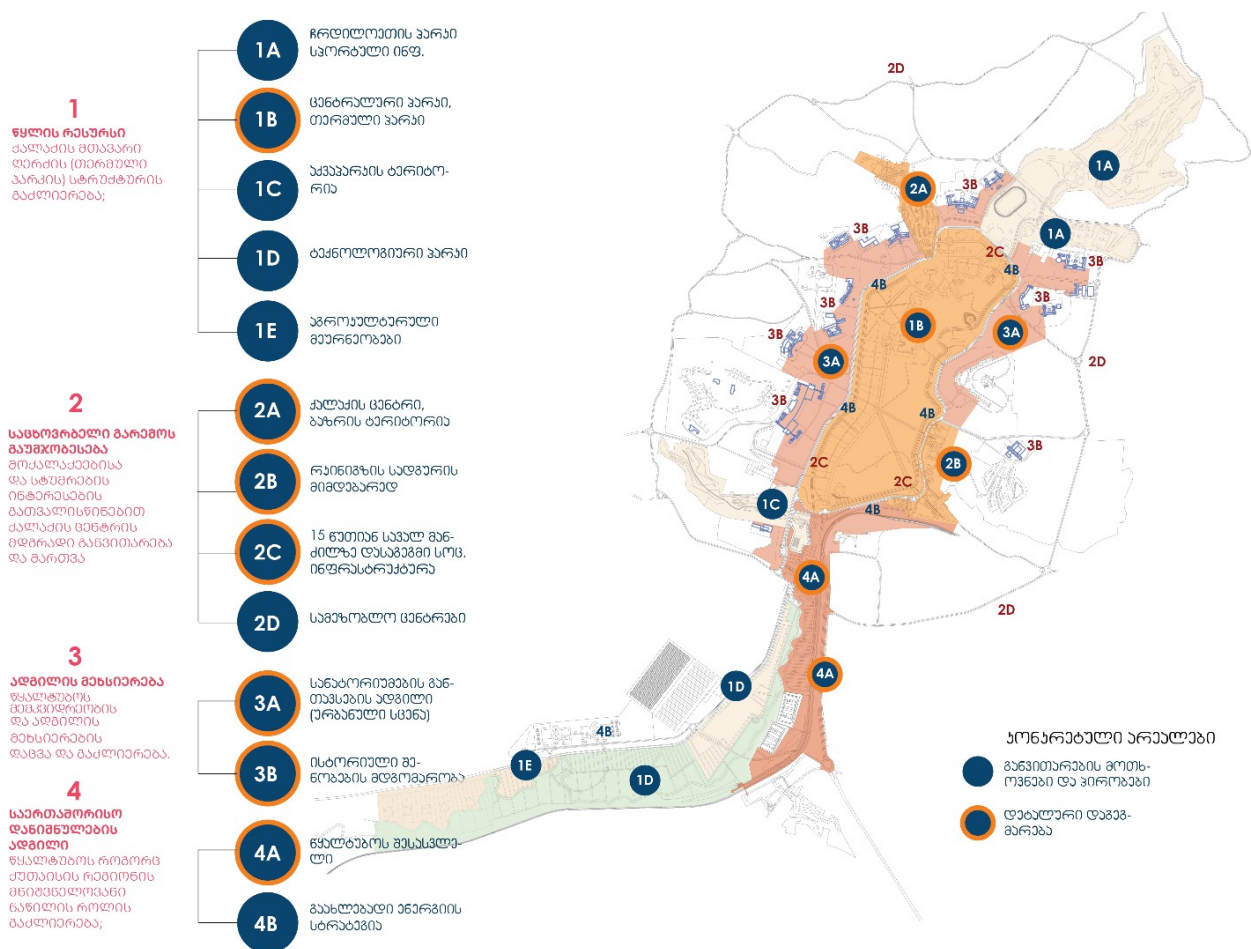 1
წყლის რესურსი
ქალაქის მთავარი
ღერძის (თერმული
პარკის) სტრუქტურის
გაძლიერება;
1A
ჩრდილოეთის პარკი
სპორტული ინფ.
1B
ცენტრალური პარკი,
თერმული პარკი
1C
აქვაპარკის ტერიტო-
რია
1D
ტექნოლოგიური პარკი
1E
აგროკულტურული
მეურნეობები
2
საცხოვრბელი გარემოს
გაუმჯობესება
მოქალაქეებისა
და სტუმრების
ინტერესების
გათვალისწინებით
ქალაქის ცენტრის
მდგრადი განვითარება
და მართვა
2A
ქალაქის ცენტრი,
ბაზრის ტერიტორია
2B
რკინიგზის სადგურის
მიმდებარედ
2C
15 წუთიან სავალ მან-
ძილზე დასაგეგმი სოც.
ინფრასტრუქტურა
2D
სამეზობლო ცენტრები
3
ადგილის მეხსიერება
წყალტუბოს
მემკვიდრეობის
და ადგილის
მეხსიერების
დაცვა და გაძლიერება.
3A
სანატორიუმების გან-
თავსების ადგილი
(ურბანული სცენა)
3B
ისტორიული შე-
ნობების მდგომარობა
4
საერთაშორისო
დანიშნულების
ადგილი
წყალტუბოს როგორც
ქუთაისის რეგიონის
მნიშვნელოვანი
ნაწილის როლის
გაძლიერება;
4A
წყალტუბოს შესასვლე-
ლი
4B
გაახლებადი ენერგიის
სტრატეგია
2D
1A
2A
3B
3B
1A
2C
4B
3B
4B
3B
3B
1B
3A
3B
3A
2D
3B
4B
4B
3B
2C
2B
2C
1C
4B
4A
2D
4A
1D
4B
1E
1D
კონკრეტული არეალები
განვითარების მოთხ-
ოვნები და პირობები
დეტალური დაგეგ-
მარება